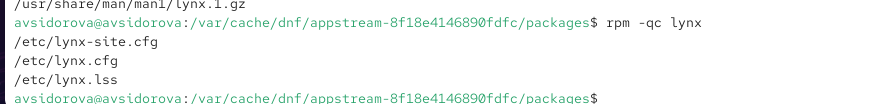 /usr/share/man/man1/lynx.1.gz
avsidorova@avsidorova:/var/cache/dnf/appstream-8f18e4146890fdfc/packages$ rpm -qc lynx
/etc/lynx-site.cfg
/etc/lynx.cfg
/etc/lynx.lss
avsidorova@avsidorova:/var/cache/dnf/appstream-8f18e4146890fdfc/packages$